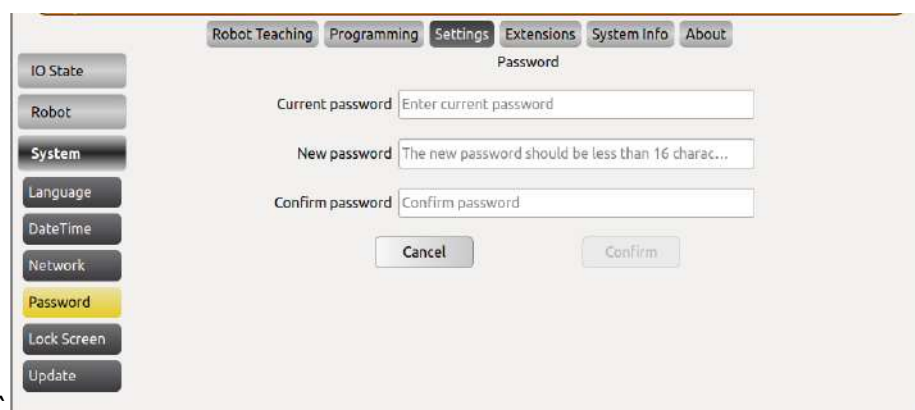 Robot Teaching Programming Settings Extensions System Info About
Password
IO State
Robot
System
Language
DateTime
Network
Password
Lock Screen
Update
Current password Enter current password
New password The new password should be less than 16 charac...
Confirm password Confirm password
Cancel Confirm